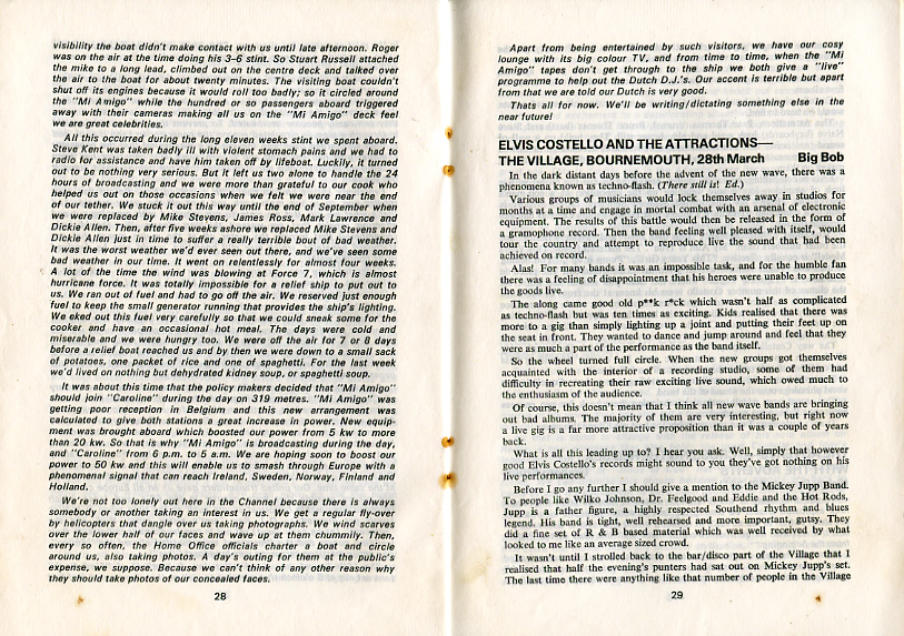 visibility the boat didn't make contact with us until late afternoon. Roger
was on the air at the time doing his 3-6 stint. So Stuart Russell attached
the mike to a long lead, climbed out on the centre deck and talked over
the air to the boat for about twenty minutes. The visiting boat couldn't
shut off its engines because it would roll too badly; so it circled around
the "Mi Amigo" while the hundred or so passengers aboard triggered
away with their cameras making all us on the "Mi Amigo" deck feel
we are great celebrities.
All this occurred during the long eleven weeks stint we spent aboard.
Steve Kent was taken badly ill with violent stomach pains and we had to
radio for assistance and have him taken off by lifeboat. Luckily, it turned
out to be nothing very serious. But it left us two alone to handle the 24
hours of broadcasting and we were more than grateful to our cook who
helped us out on those occasions when we felt we were near the end
of our tether. We stuck it out this way until the end of September when
we were replaced by Mike Stevens, James Ross, Mark Lawrence and
Dickie Allen. Then, after five weeks ashore we replaced Mike Stevens and
Dickie Allen just in time to suffer a really terrible bout of bad weather.
It was the worst weather we'd ever seen out there, and we've seen some
bad weather in our time. It went on relentlessly for almost four weeks.
A lot of the time the wind was blowing at Force 7, which is almost
hurricane force. It was totally impossible for a relief ship to put out to
us. We ran out of fuel and had to go off the air. We reserved just enough
fuel to keep the small generator running that provides the ship's lighting.
We eked out this fuel very carefully so that we could sneak some for the
cooker and have an occasional hot meal. The days were cold and
miserable and we were hungry too. We were off the air for 7 or 8 days
before a relief boat reached us and by then we were down to a small sack
of potatoes, one packet of rice and one of spaghetti. For the last week
we'd lived on nothing but dehydrated kidney soup, or spaghetti soup.
It was about this time that the policy makers decided that "Mi Amigo"
should join "Caroline" during the day on 319 metres. "Mi Amigo" was
getting poor reception in Belgium and this new arrangement was
calculated to give both stations a great increase in power. New equip-
ment was brought aboard which boosted our power from 5 kw to more
than 20 kw. So that is why "Mi Amigo" is broadcasting during the day,
and "Caroline" from 6 p.m. to 5 a.m. We are hoping soon to boost our
power to 50 kw and this will enable us to smash through Europe with a
phenomenal signal that can reach Ireland, Sweden, Norway, Finland and
Holland.
We're not too lonely out here in the Channel because there is always
somebody or another taking an interest in us. We get a regular fly-over
by helicopters that dangle over us taking photographs. We wind scarves
over the lower half of our faces and wave up at them chummily. Then,
every so often, the Home Office officials charter a boat and circle
round us, also taking photos. A day's outing for them at the public's
expense, we suppose. Because we can't think of any other reason why
they should take photos of our concealed faces.
28
Apart from being entertained by such visitors, we have our cosy
lounge with its big colour TV, and from time to time, when the "Mi
Amigo" tapes don't get through to the ship we both give a "live"
programme to help out the Dutch D.J.'s. Our accent is terrible but apart
from that we are told our Dutch is very good.
Thats all for now. We'll be writing/dictating something else in the
near future!
ELVIS COSTELLO AND THE ATTRACTIONS—
THE VILLAGE, BOURNEMOUTH, 28th March Big Bob
In the dark distant days before the advent of the new wave, there was a
phenomena known as techno-flash. (There still is! Ed.)
Various groups of musicians would lock themselves away in studios for
months at a time and engage in mortal combat with an arsenal of electronic
equipment. The results of this battle would then be released in the form of
a gramophone record. Then the band feeling well pleased with itself, would
tour the country and attempt to reproduce live the sound that had been
achieved on record.
Alas! For many bands it was an impossible task, and for the humble fan
there was a feeling of disappointment that his heroes were unable to produce
the goods live.
The along came good old p**k r*ck which wasn't half as complicated
as techno-flash but was ten times as exciting. Kids realised that there was
more to a gig than simply lighting up a joint and putting their feet up on
the seat in front. They wanted to dance and jump around and feel that they
were as much a part of the performance as the band itself.
So the wheel turned full circle. When the new groups got themselves
acquainted with the interior of a recording studio, some of them had
difficulty in recreating their raw exciting live sound, which owed much to
the enthusiasm of the audience.
Of course, this doesn't mean that I think all new wave bands are bringing
out bad albums. The majority of them are very interesting, but right now
a live gig is a far more attractive proposition than it was a couple of years
back.
What is all this leading up to? I hear you ask. Well, simply that however
good Elvis Costello's records might sound to you they've got nothing on his
live performances.
Before I go any further I should give a mention to the Mickey Jupp Band.
To people like Wilko Johnson, Dr. Feelgood and Eddie and the Hot Rods,
Jupp is a father figure, a highly respected Southend rhythm and blues
legend. His band is tight, well rehearsed and more important, gutsy. They
did a fine set of R & B based material which was well received by what
looked to me like an average sized crowd.
It wasn't until I strolled back to the bar/disco part of the Village that I
realised that half the evening's punters had sat out on Mickey Jupp's set.
The last time there were anything like that number of people in the Village
29